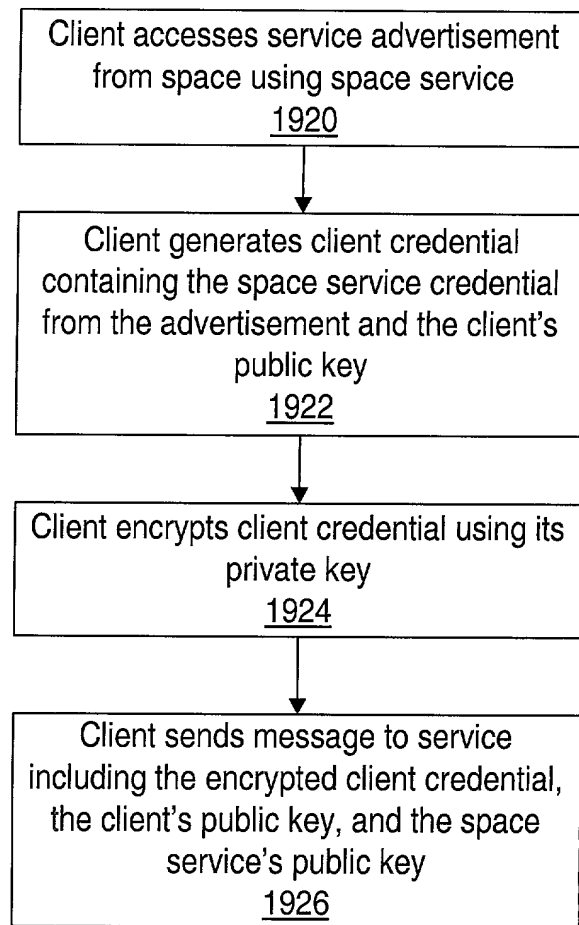 Client accesses service advertisement
from space using space service
1920
Client generates client credential
containing the space service credential
from the advertisement and the client's
public key
1922
Client encrypts client credential using its
private key
1924
Client sends message to service
including the encrypted client credential,
the client's public key, and the space
service's public key
1926